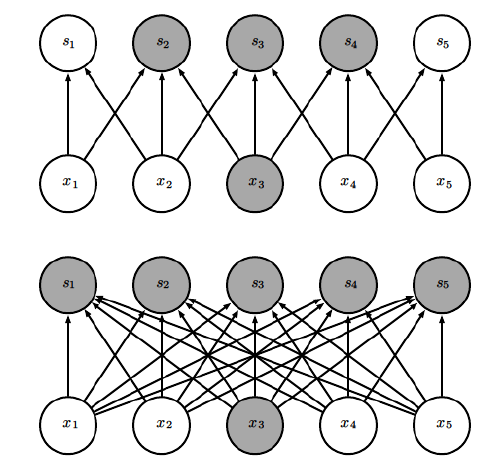 s₁ s₂ s₃ s₄ s₅
x₁ x₂ x₃ x₄ x₅
s₁ s₂ s₃ s₄ s₅
x₁ x₂ x₃ x₄ x₅